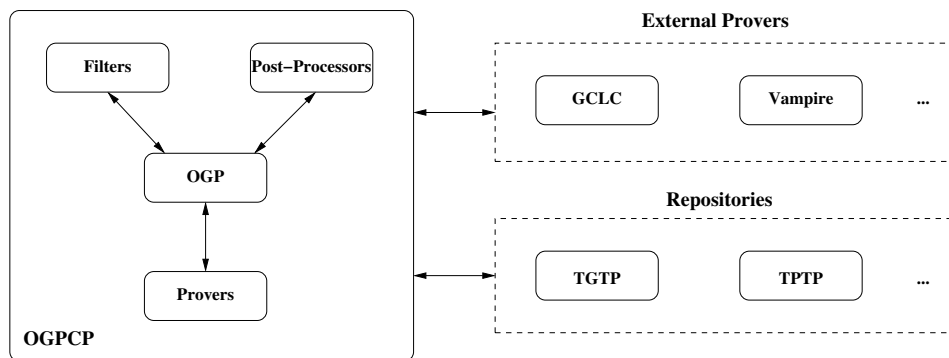 External Provers
Filters
Post-Processors
GCLC
Vampire
...
OGP
Repositories
Provers
TGTP
TPTP
...
OGPCP